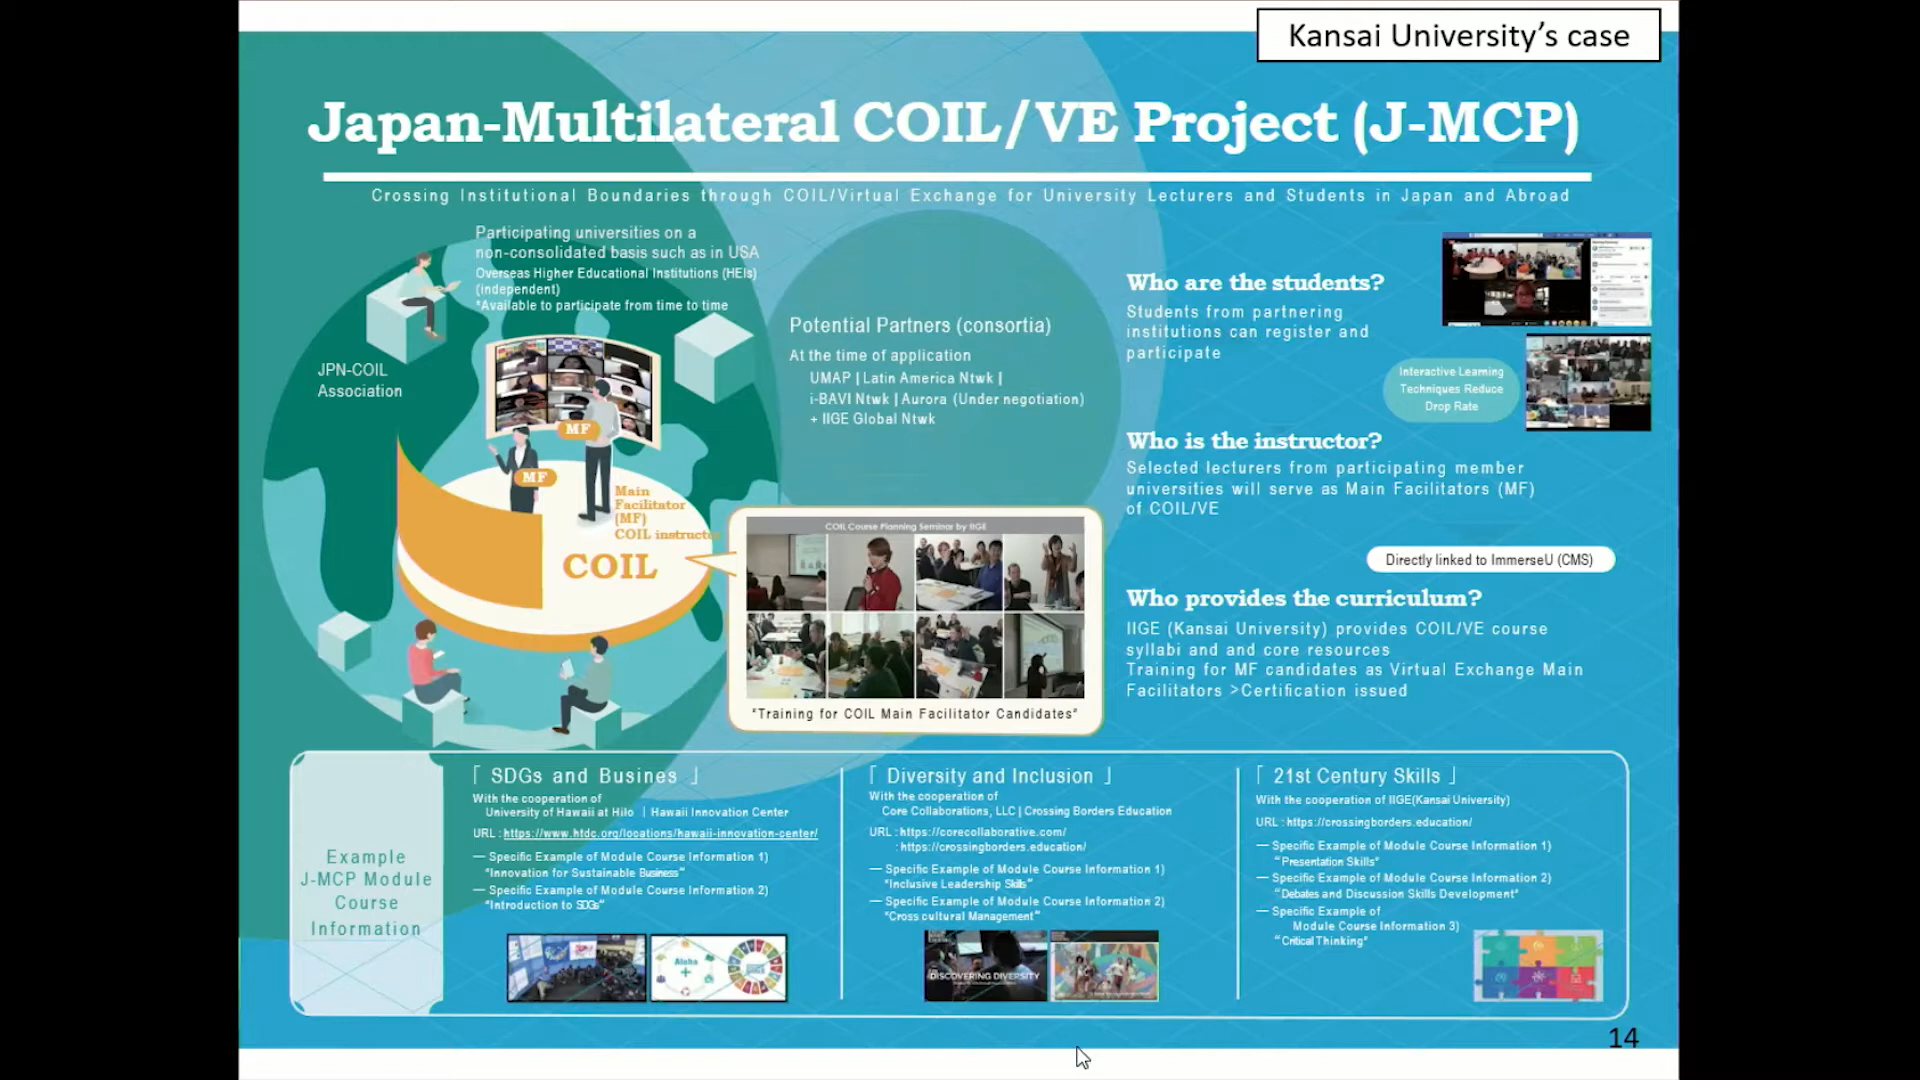 Kansai University's case
Japan-Multilateral COIL/VE Project (J-MCP)
Crossing Institutional Boundaries through COIL/Virtual Exchange for University Lecturers and Students in Japan and Abroad
Participating universities on a
non-consolidated basis such as in USA
Overseas Higher Educational Institutions (HEIs)
(independent)
*Available to participate from time to time
JPN-COIL
Association
MF
MF
Main
Facilitator
(MF)
COIL instructor
COIL
Potential Partners (consortia)
At the time of application
UMAP | Latin America Ntwk |
i-BAVI Ntwk | Aurora (Under negotiation)
+ IIGE Global Ntwk
COIL Course Planning Seminar by IIGE
"Training for COIL Main Facilitator Candidates"
Who are the students?
Students from partnering
institutions can register and
participate
Interactive Learning
Techniques Reduce
Drop Rate
Who is the instructor?
Selected lecturers from participating member
universities will serve as Main Facilitators (MF)
of COIL/VE
Directly linked to ImmerseU (CMS)
Who provides the curriculum?
IIGE (Kansai University) provides COIL/VE course
syllabi and and core resources
Training for MF candidates as Virtual Exchange Main
Facilitators >Certification issued
Example
J-MCP Module
Course
Information
「 SDGs and Busines 」
With the cooperation of
University of Hawaii at Hilo | Hawaii Innovation Center
URL : https://www.htdc.org/locations/hawaii-innovation-center/
— Specific Example of Module Course Information 1)
"Innovation for Sustainable Business"
— Specific Example of Module Course Information 2)
"Introduction to SDGs"
Aloha
+
「 Diversity and Inclusion 」
With the cooperation of
Core Collaborations, LLC | Crossing Borders Education
URL : https://corecollaborative.com/
: https://crossingborders.education/
— Specific Example of Module Course Information 1)
"Inclusive Leadership Skills"
— Specific Example of Module Course Information 2)
"Cross cultural Management"
DISCOVERING DIVERSITY
「 21st Century Skills 」
With the cooperation of IIGE(Kansai University)
URL : https://crossingborders.education/
— Specific Example of Module Course Information 1)
"Presentation Skills"
— Specific Example of Module Course Information 2)
"Debates and Discussion Skills Development"
— Specific Example of
Module Course Information 3)
"Critical Thinking"
14